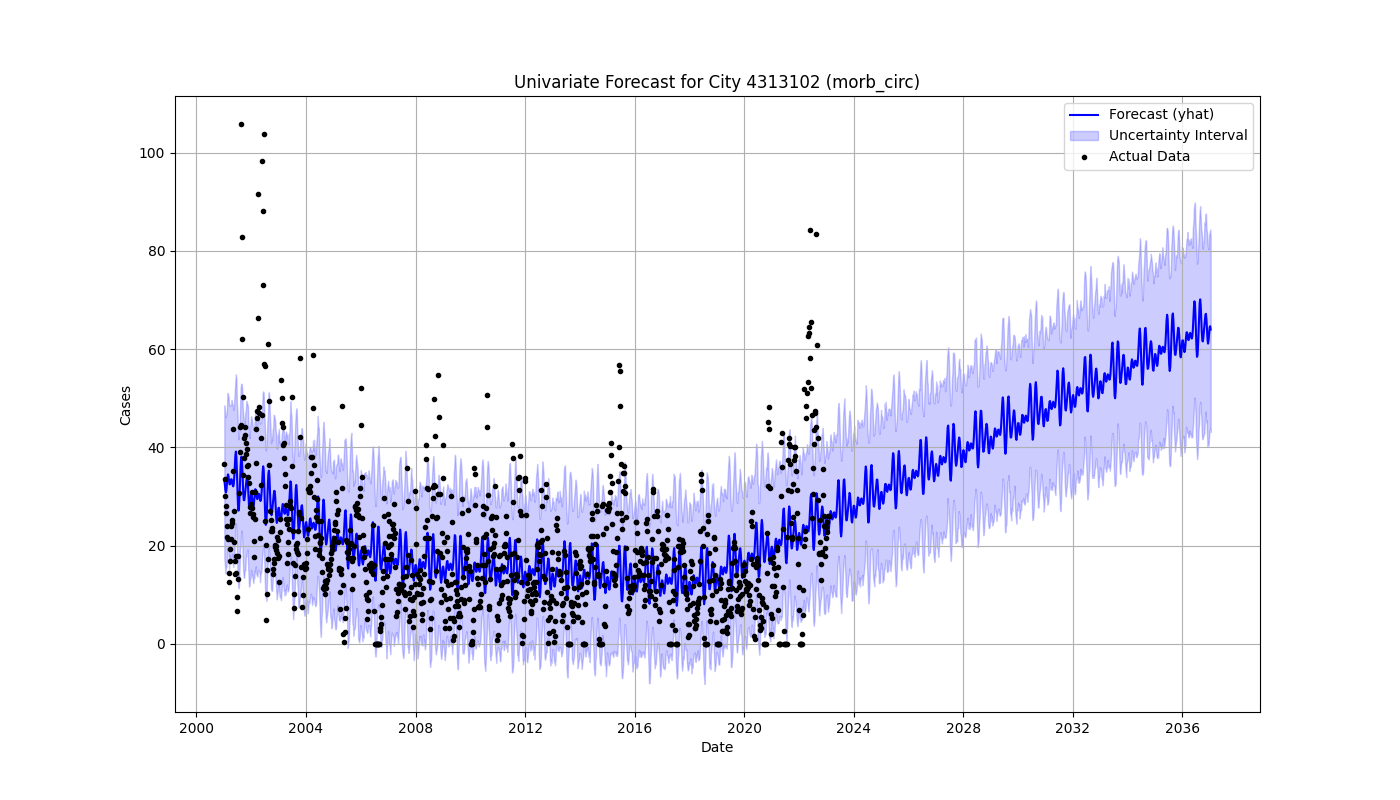 Univariate Forecast for City 4313102 (morb_circ)
Forecast (yhat)
Uncertainty Interval
Actual Data
100
80
60
40
20
0
Cases
2000 2004 2008 2012 2016 2020 2024 2028 2032 2036
Date